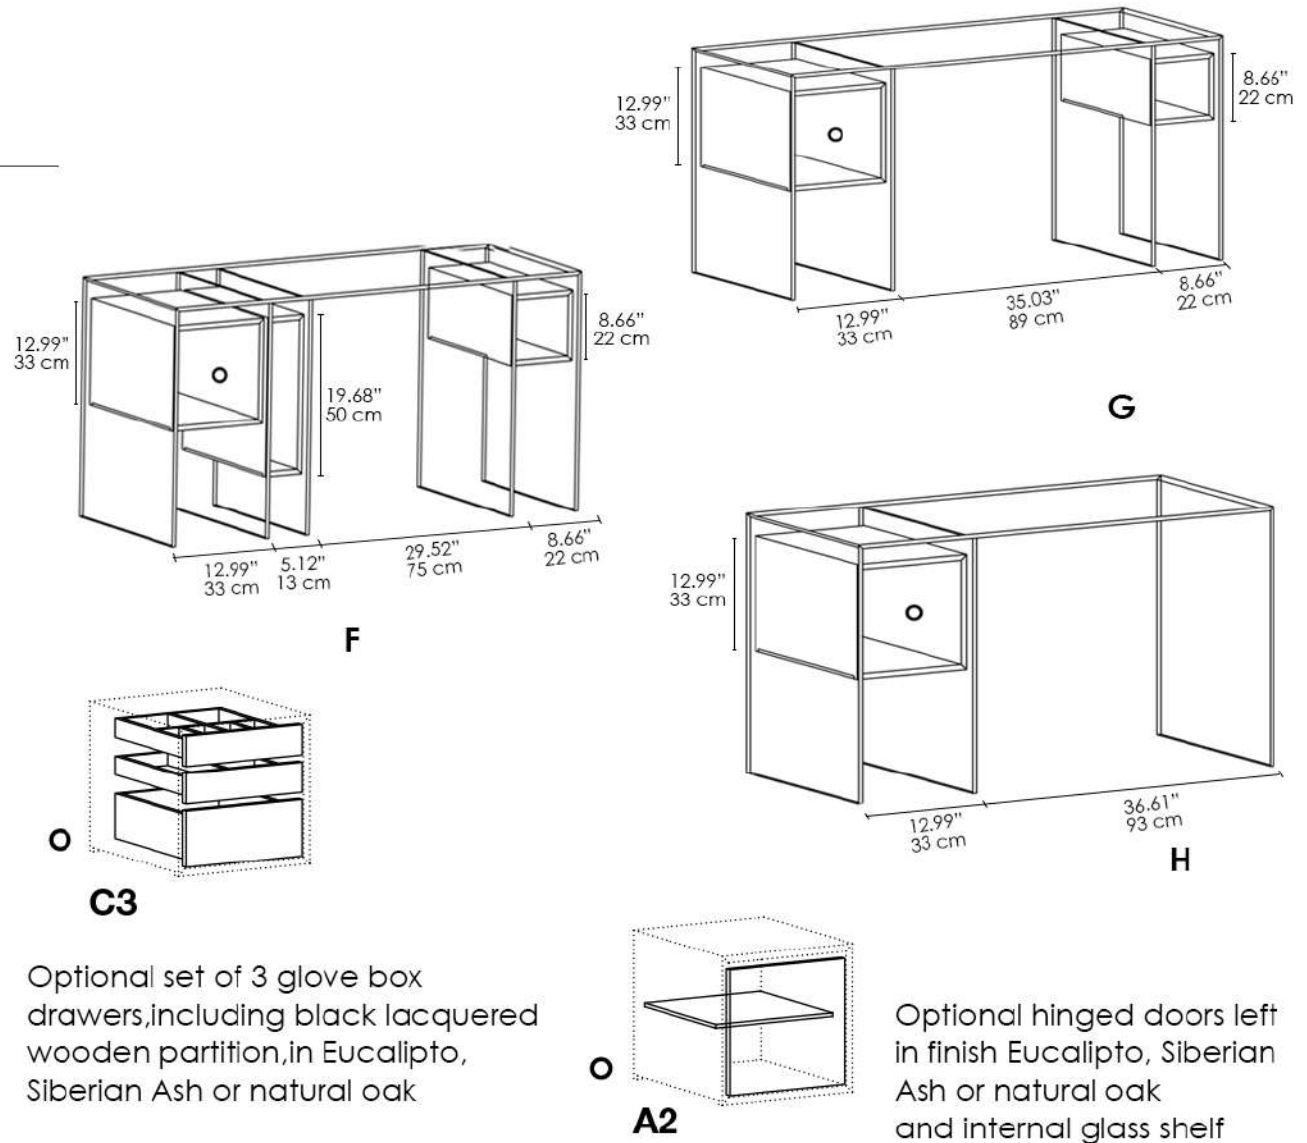 12.99"
33 cm
8.66"
22 cm
12.99"
33 cm
35.03"
89 cm
8.66"
22 cm
G
12.99"
33 cm
19.68"
50 cm
8.66"
22 cm
12.99"
33 cm
5.12"
13 cm
29.52"
75 cm
8.66"
22 cm
F
12.99"
33 cm
12.99"
33 cm
36.61"
93 cm
H
O
C3
Optional set of 3 glove box
drawers,including black lacquered
wooden partition,in Eucalipto,
Siberian Ash or natural oak
O
A2
Optional hinged doors left
in finish Eucalipto, Siberian
Ash or natural oak
and internal glass shelf